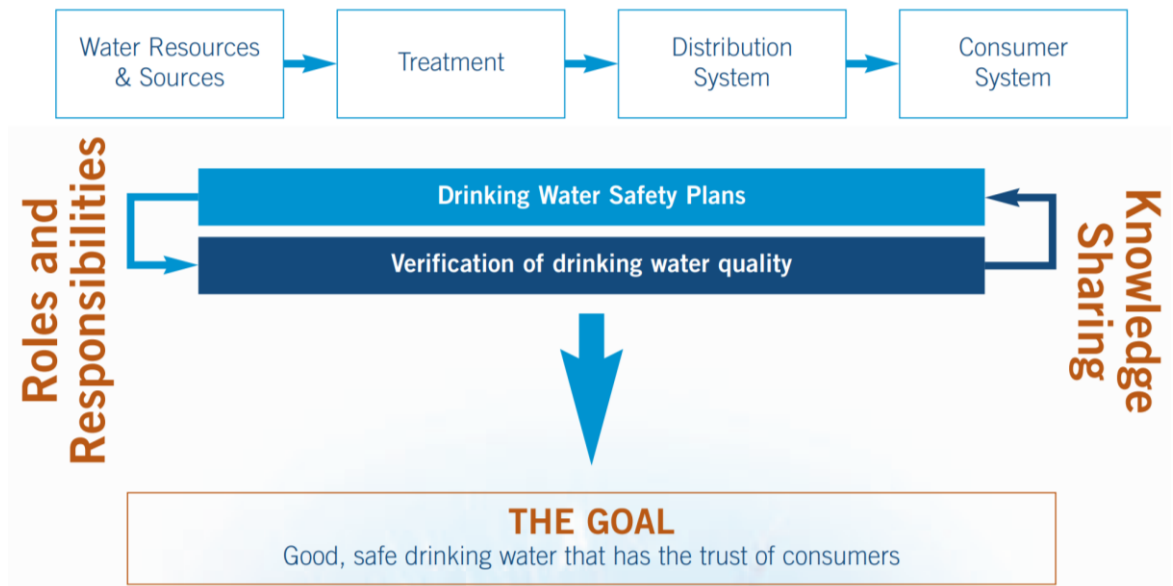 Water Resources
& Sources
Treatment
Distribution
System
Consumer
System
Roles and
Responsibilities
Drinking Water Safety Plans
Verification of drinking water quality
Knowledge
Sharing
THE GOAL
Good, safe drinking water that has the trust of consumers